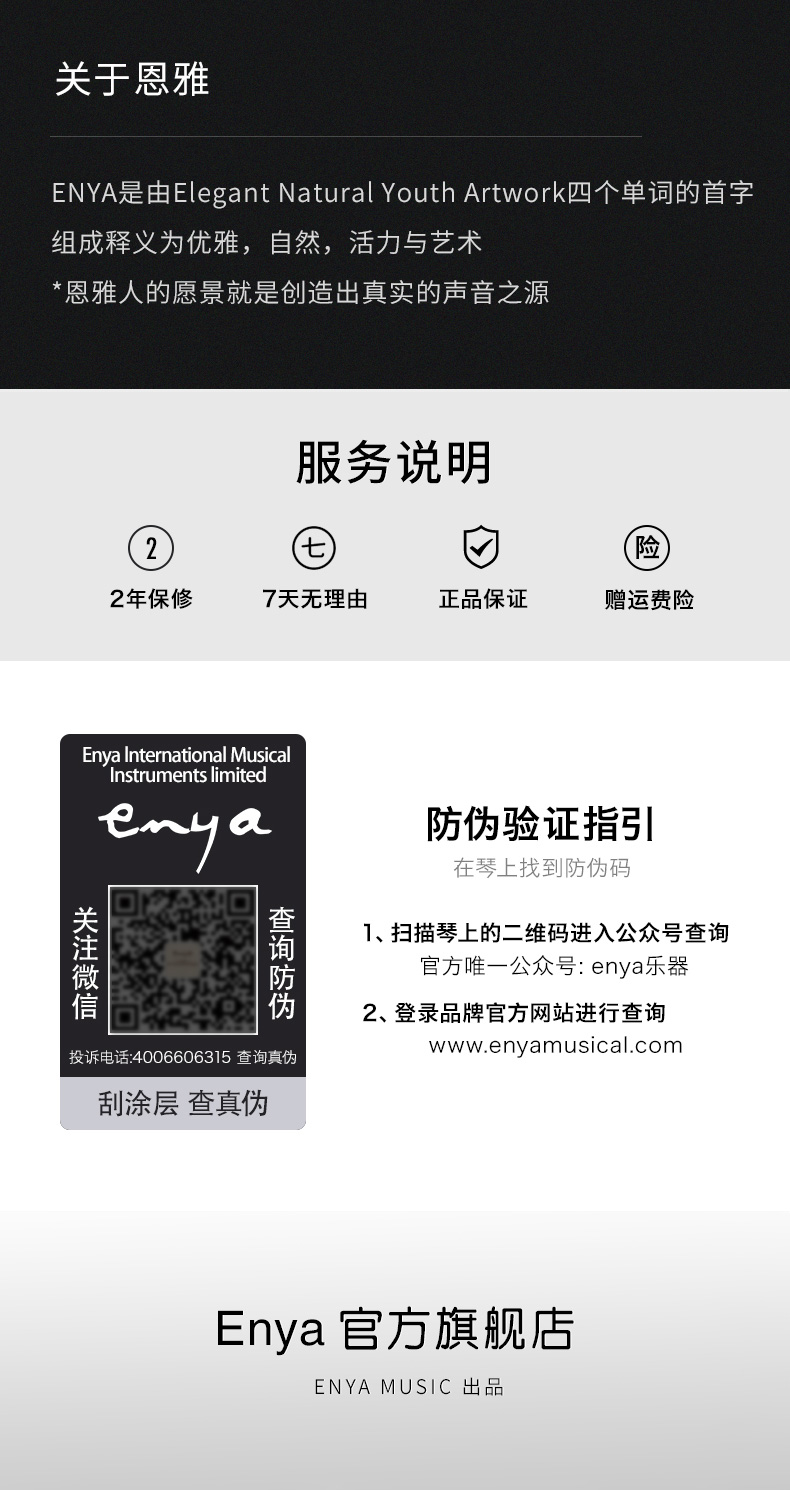 关于恩雅
ENYA是由Elegant Natural Youth Artwork四个单词的首字
组成释义为优雅，自然，活力与艺术
*恩雅人的愿景就是创造出真实的声音之源
服务说明
2 七 险
2年保修 7天无理由 正品保证 赠运费险
Enya International Musical
Instruments limited
enya
关注微信
查询防伪
投诉电话:4006606315 查询真伪
刮涂层 查真伪
防伪验证指引
在琴上找到防伪码
1、扫描琴上的二维码进入公众号查询
官方唯一公众号: enya乐器
2、登录品牌官方网站进行查询
www.enyamusical.com
Enya 官方旗舰店
ENYA MUSIC 出品